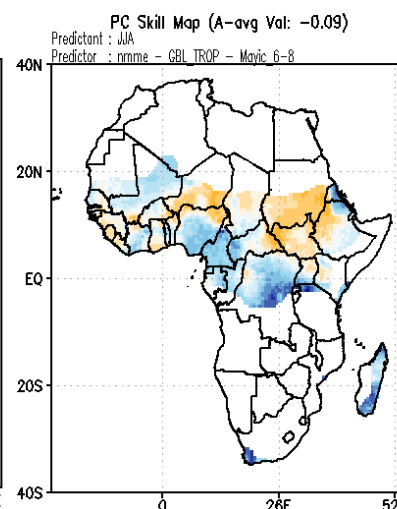 PC Skill Map (A-avg Val: -0.09)
Predictant : JJA
Predictor : nmme - GBL_TROP - Mayic_6-8
40N
20N
EQ
20S
40S
0
26E
52